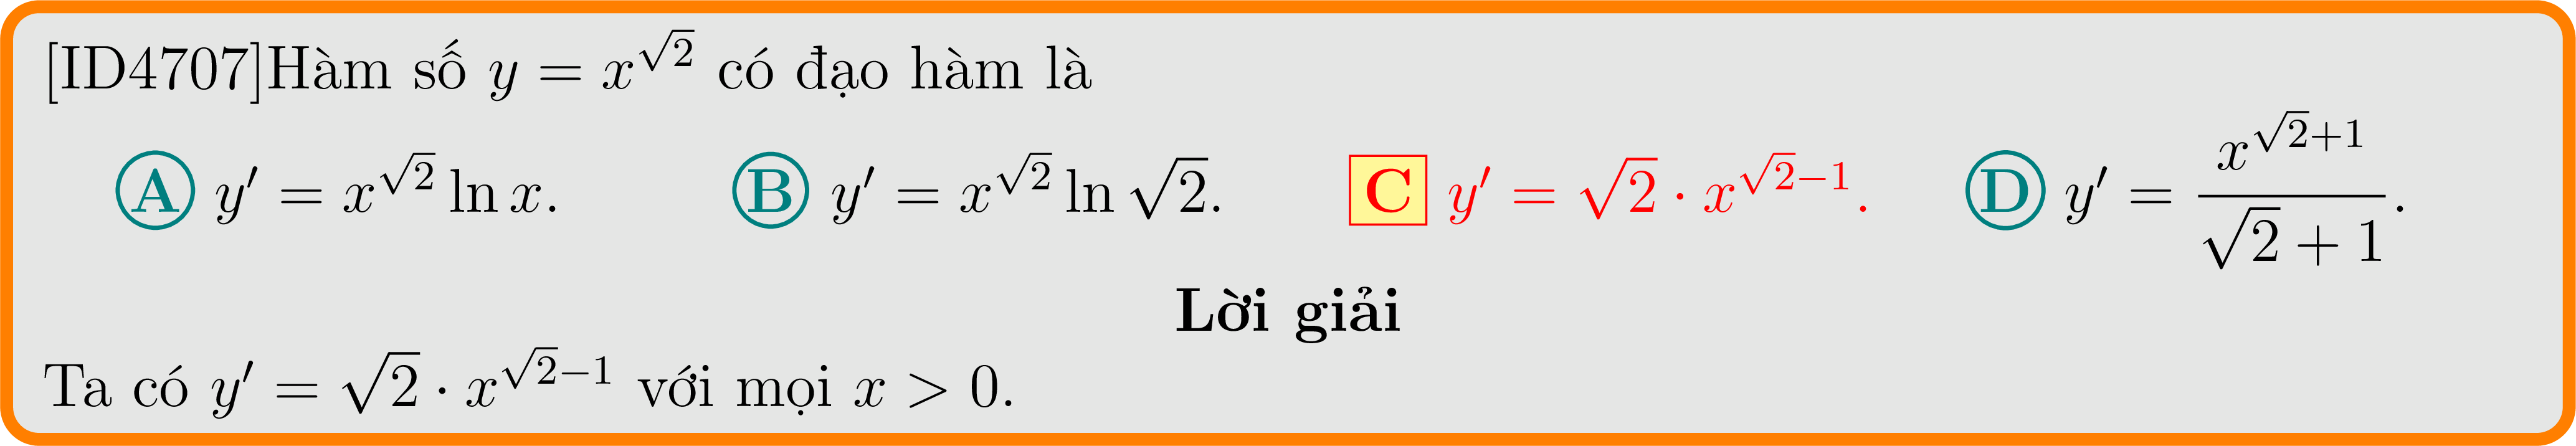 [ID4707]Hàm số $y = x^{\sqrt{2}}$ có đạo hàm là
A $y' = x^{\sqrt{2}} \ln x.$ B $y' = x^{\sqrt{2}} \ln \sqrt{2}.$ C $y' = \sqrt{2} \cdot x^{\sqrt{2}-1}.$ D $y' = \dfrac{x^{\sqrt{2}+1}}{\sqrt{2}+1}.$
Lời giải
Ta có $y' = \sqrt{2} \cdot x^{\sqrt{2}-1}$ với mọi $x > 0.$